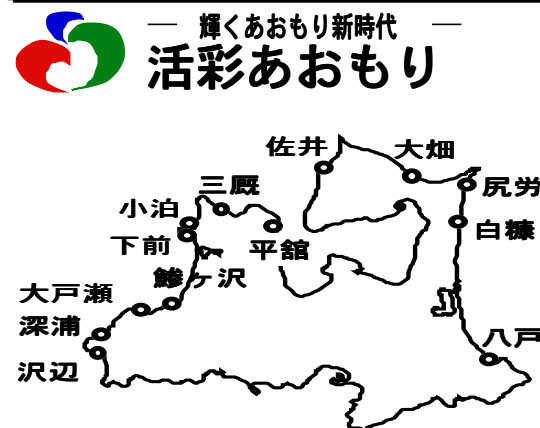 ― 輝くあおもり新時代 ―
活彩あおもり
佐井
大畑
三厩
尻労
小泊
白糠
下前
平舘
鰺ヶ沢
大戸瀬
深浦
八戸
沢辺